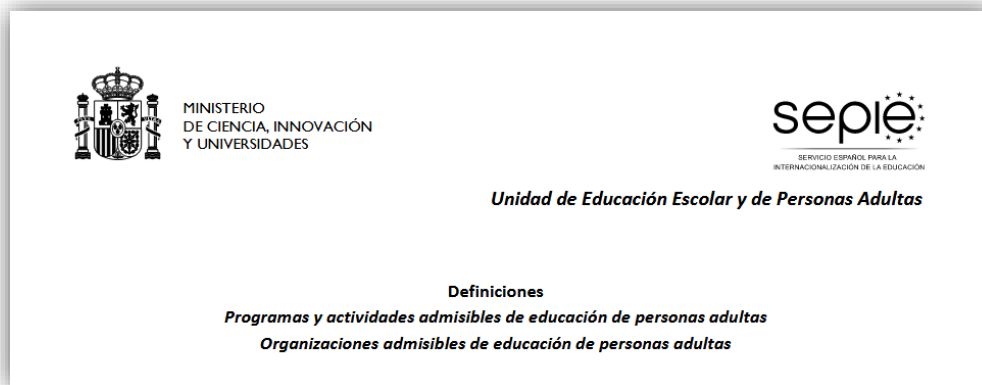 MINISTERIO
DE CIENCIA, INNOVACIÓN
Y UNIVERSIDADES
sepie
SERVICIO ESPAÑOL PARA LA
INTERNACIONALIZACIÓN DE LA EDUCACIÓN
Unidad de Educación Escolar y de Personas Adultas
Definiciones
Programas y actividades admisibles de educación de personas adultas
Organizaciones admisibles de educación de personas adultas